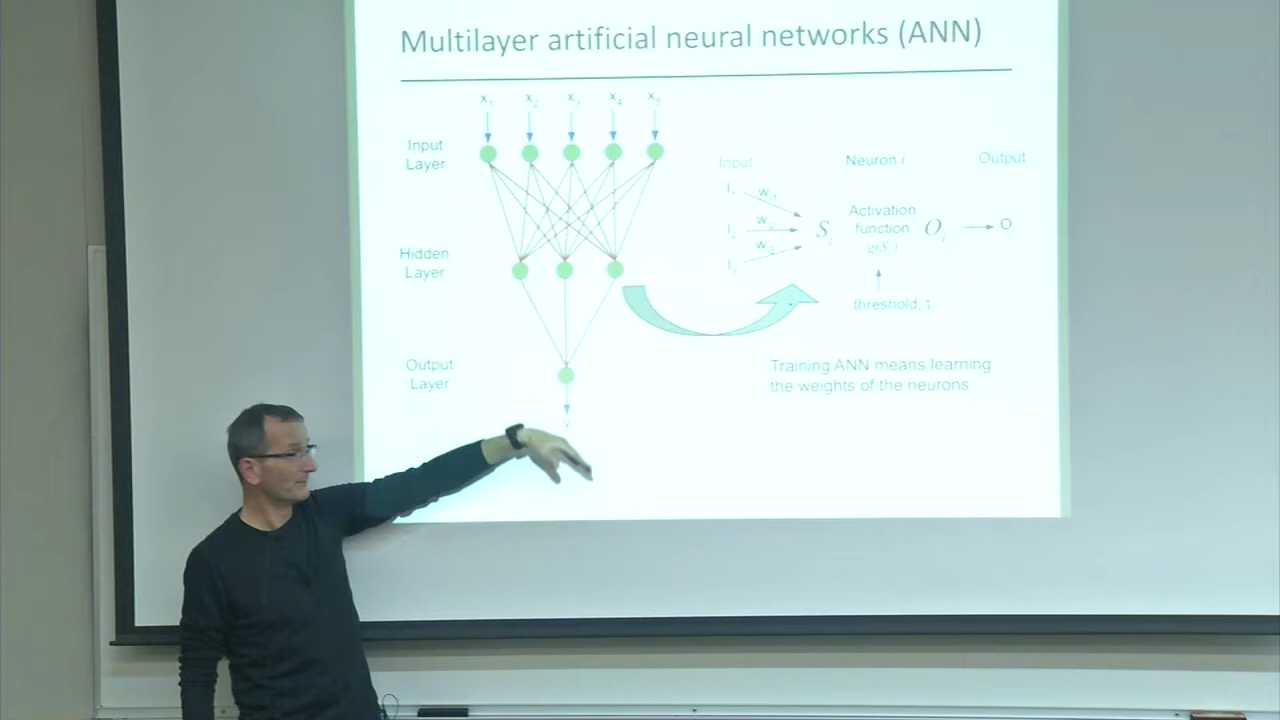 Multilayer artificial neural networks (ANN)
x1 x2 x3 x4 x5
Input
Layer
Hidden
Layer
Output
Layer
y
Input Neuron i Output
I1 wi1
I2 wi2
I3 wi3
Si
Activation
function
g(Si)
Oi
Oi
threshold, t
Training ANN means learning
the weights of the neurons